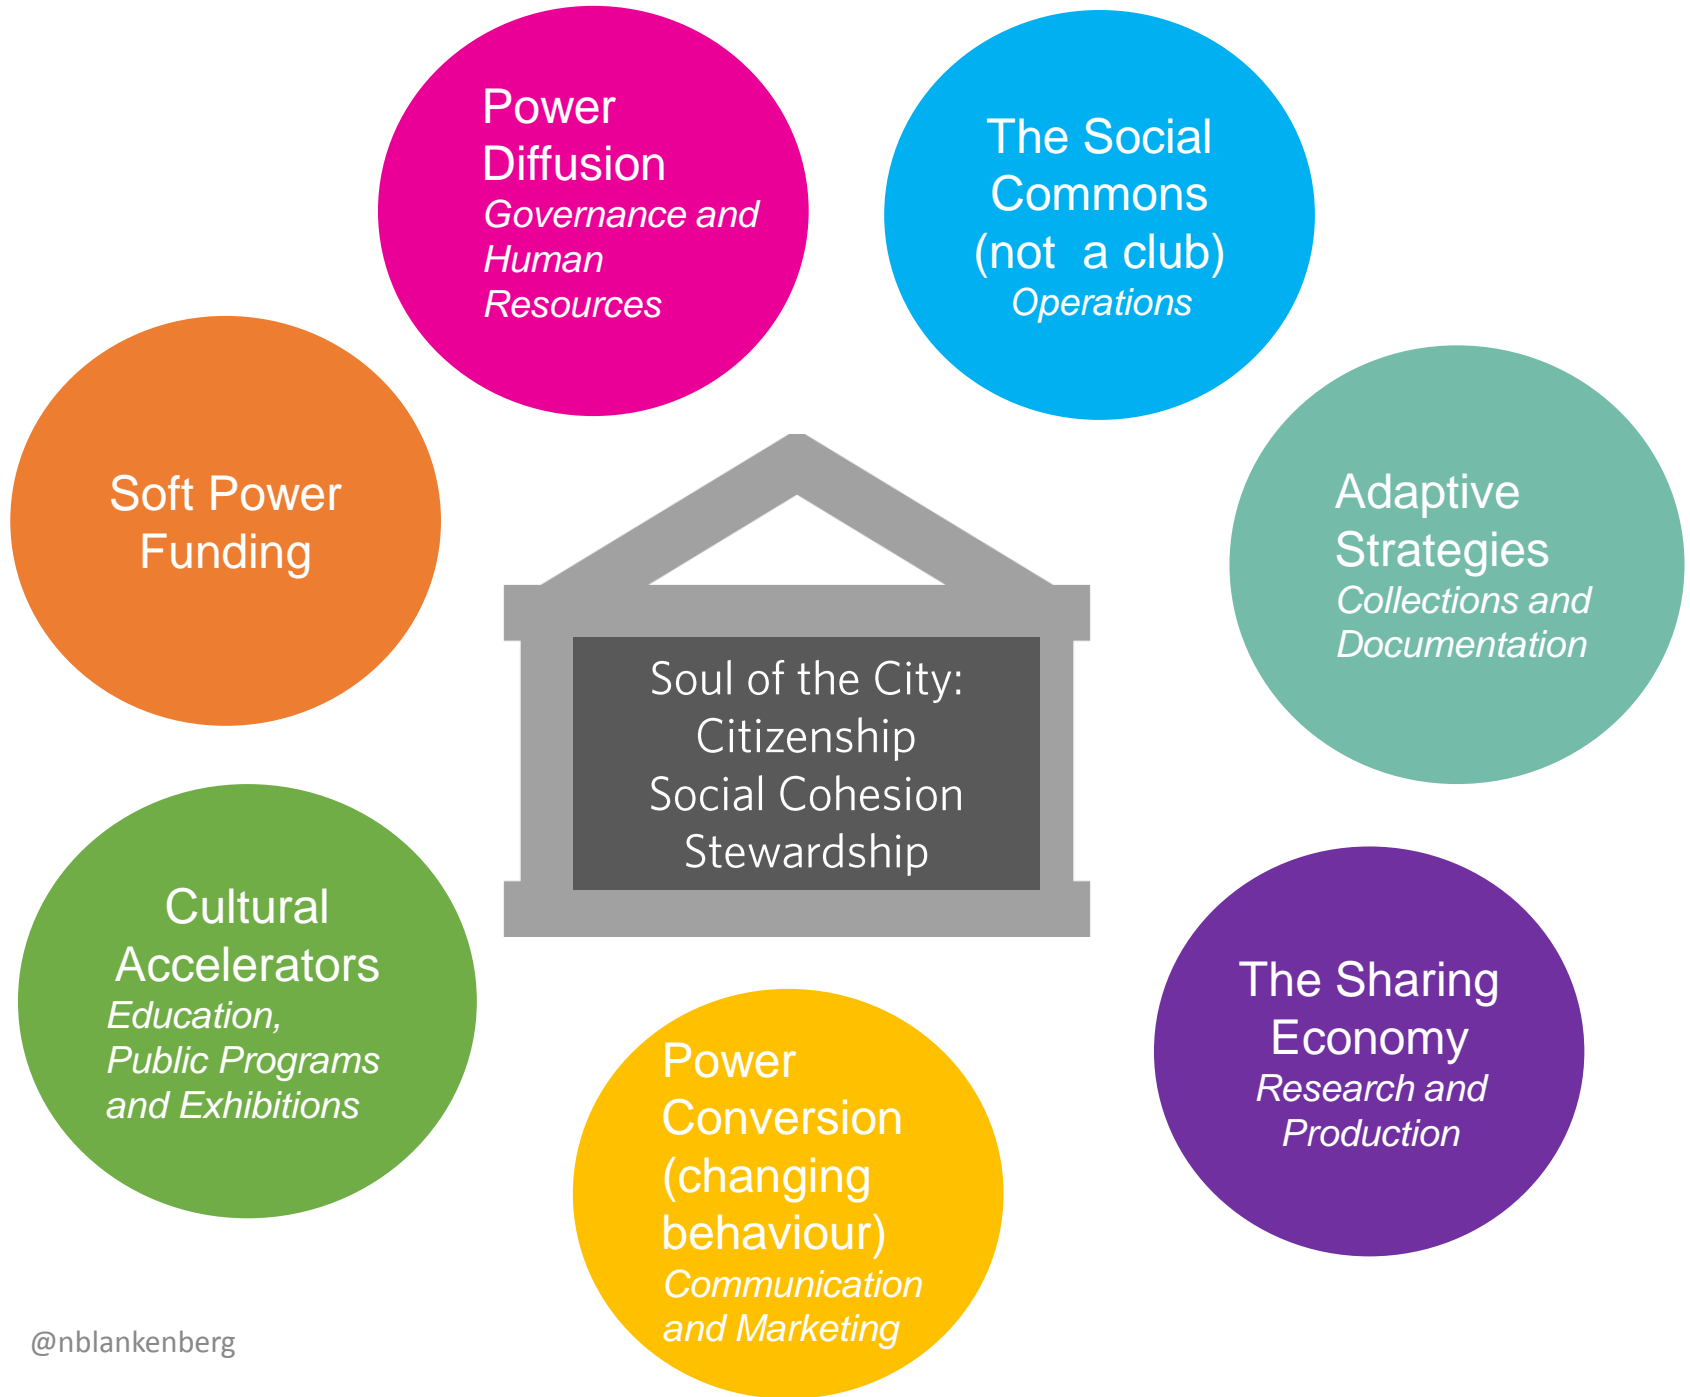 Power
Diffusion
Governance and
Human
Resources
The Social
Commons
(not  a club)
Operations
Soft Power
Funding
Adaptive
Strategies
Collections and
Documentation
Soul of the City:
Citizenship
Social Cohesion
Stewardship
Cultural
Accelerators
Education,
Public Programs
and Exhibitions
The Sharing
Economy
Research and
Production
Power
Conversion
(changing
behaviour)
Communication
and Marketing
@nblankenberg